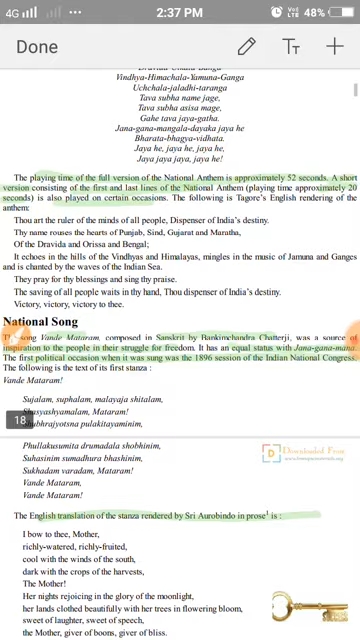 4G 2:37 PM VoLTE 48%
Done TT +
Dravida-Utkala-Banga
Vindhya-Himachala-Yamuna-Ganga
Uchchala-jaladhi-taranga
Tava subha name jage,
Tava subha asisa mage,
Gahe tava jaya-gatha.
Jana-gana-mangala-dayaka jaya he
Bharata-bhagya-vidhata.
Jaya he, jaya he, jaya he,
Jaya jaya jaya, jaya he!
The playing time of the full version of the National Anthem is approximately 52 seconds. A short
version consisting of the first and last lines of the National Anthem (playing time approximately 20
seconds) is also played on certain occasions. The following is Tagore's English rendering
of the anthem:
Thou art the ruler of the minds of all people, Dispenser of India's destiny.
Thy name rouses the hearts of Punjab, Sind, Gujarat and Maratha,
Of the Dravida and Orissa and Bengal;
It echoes in the hills of the Vindhyas and Himalayas, mingles in the music of Jamuna and Ganges
and is chanted by the waves of the Indian Sea.
They pray for thy blessings and sing thy praise.
The saving of all people waits in thy hand, Thou dispenser of India's destiny.
Victory, victory, victory to thee.
National Song
The song Vande Mataram, composed in Sanskrit by Bankimchandra Chatterji, was a source of
inspiration to the people in their struggle for freedom. It has an equal status with Jana-gana-mana.
The first political occasion when it was sung was the 1896 session of the Indian National Congress.
The following is the text of its first stanza :
Vande Mataram!
Sujalam, suphalam, malayaja shitalam,
18 Shasyashyamalam, Mataram!
Shubhrajyotsna pulakitayaminim,
Phullakusumita drumadala shobhinim,
Suhasinim sumadhura bhashinim,
Sukhadam varadam, Mataram!
Vande Mataram,
Vande Mataram!
Downloaded From
The English translation of the stanza rendered by Sri Aurobindo in prose1 is :
I bow to thee, Mother,
richly-watered, richly-fruited,
cool with the winds of the south,
dark with the crops of the harvests,
The Mother!
Her nights rejoicing in the glory of the moonlight,
her lands clothed beautifully with her trees in flowering bloom,
sweet of laughter, sweet of speech,
the Mother, giver of boons, giver of bliss.